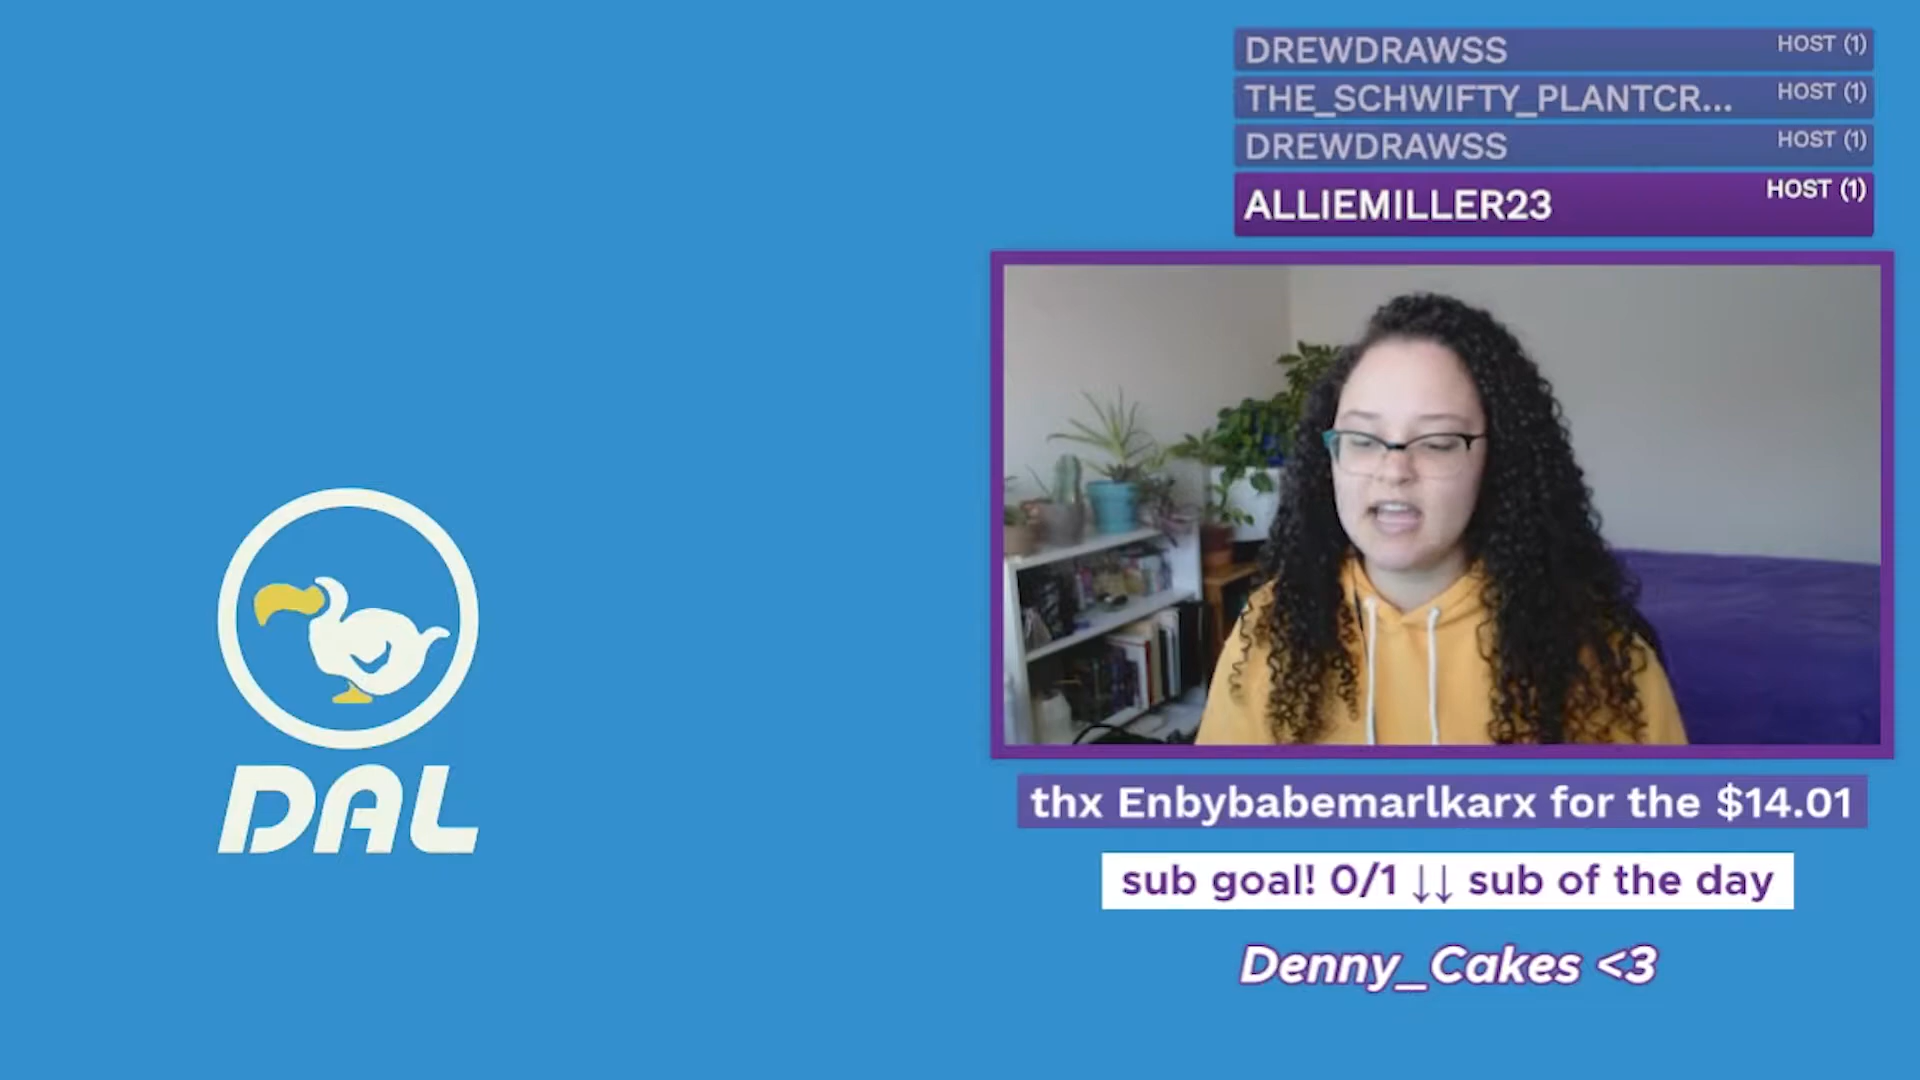 DREWDRAWSS HOST (1)
THE_SCHWIFTY_PLANTCR... HOST (1)
DREWDRAWSS HOST (1)
ALLIEMILLER23 HOST (1)
thx Enbybabemarlkarx for the $14.01
sub goal! 0/1 ↓↓ sub of the day
Denny_Cakes <3
DAL